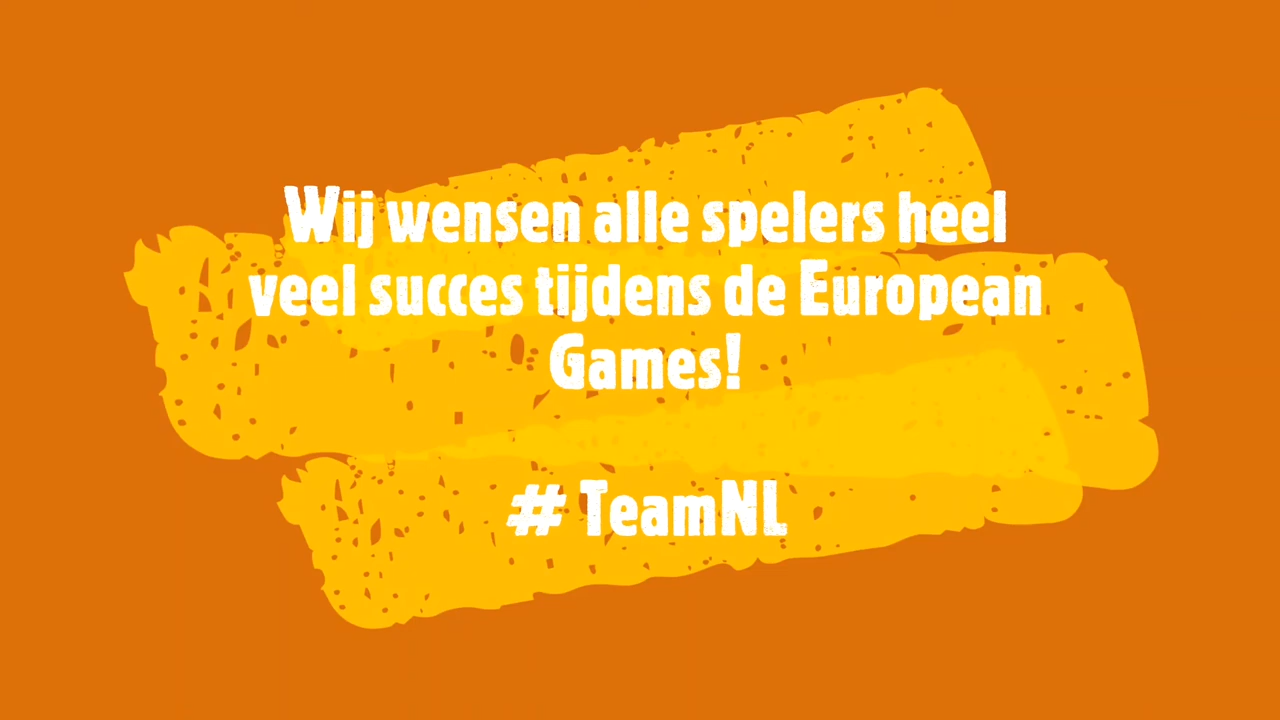 Wij wensen alle spelers heel
veel succes tijdens de European
Games!
# TeamNL